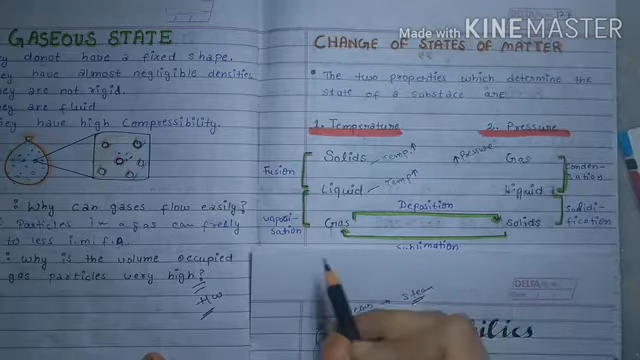 GASEOUS STATE
ey donot have a fixed shape.
ey have almost negligible densities
ey are not rigid.
ey are fluid
ey have high compressibility.
: Why can gases flow easily?
: Particles in a gas can freely
to less i.m.f.A
: why is the volume occupied
gas particles very high?
HW
Made with KINEMASTER
DELTA
CHANGE OF STATES OF MATTER
• The two properties which determine the
state of a substace are
1. Temperature
2. Pressure
Solids
Temp. ↑
↑ Pressure
Gas
Fusion
Conden-
sation
Liquid
Temp ↑
liquid
Deposition
vapori-
sation
Gas
solids
Solidi-
fication
sublimation
DELTA
Date